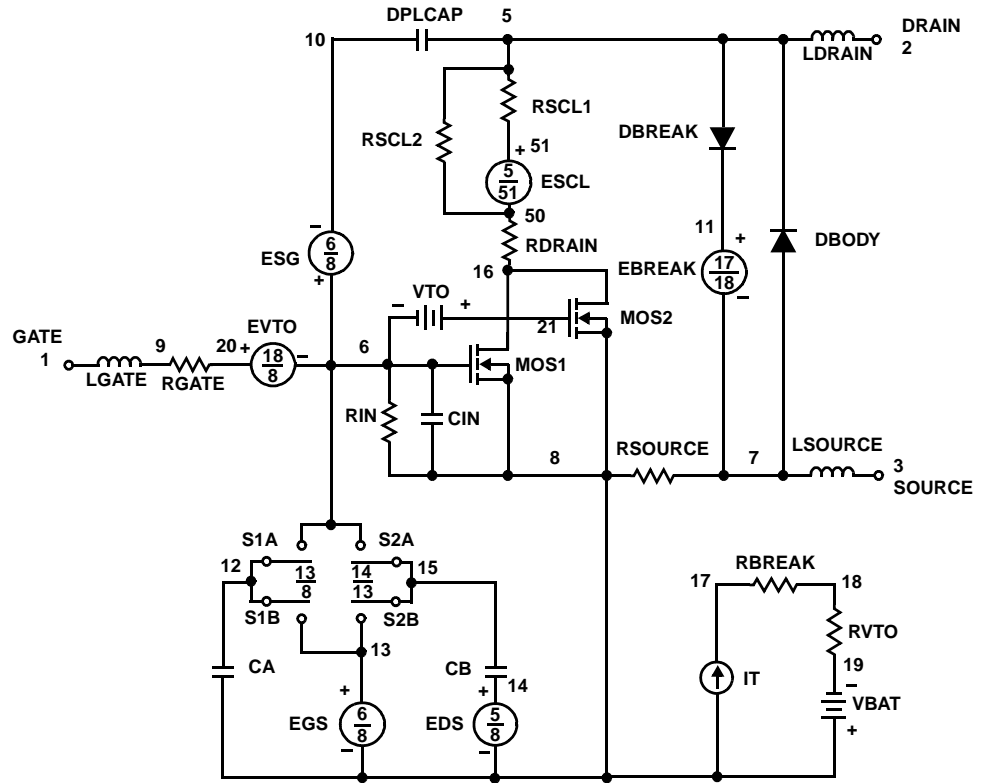 DPLCAP 5
10
DRAIN
2
LDRAIN
RSCL1
RSCL2
DBREAK
+ 51
5
51
ESCL
50
−
6
8
+
ESG
RDRAIN
11
+
17
18
−
EBREAK
DBODY
16
− VTO +
21
MOS2
GATE
1
9
LGATE
RGATE
20
EVTO
+
18
8
−
6
MOS1
RIN
CIN
8
RSOURCE
7
LSOURCE
3
SOURCE
S1A
S2A
12
13
8
14
13
15
S1B
S2B
13
CA
CB
14
+
6
8
−
EGS
+
5
8
−
EDS
RBREAK
17
18
RVTO
19
IT
−
VBAT
+